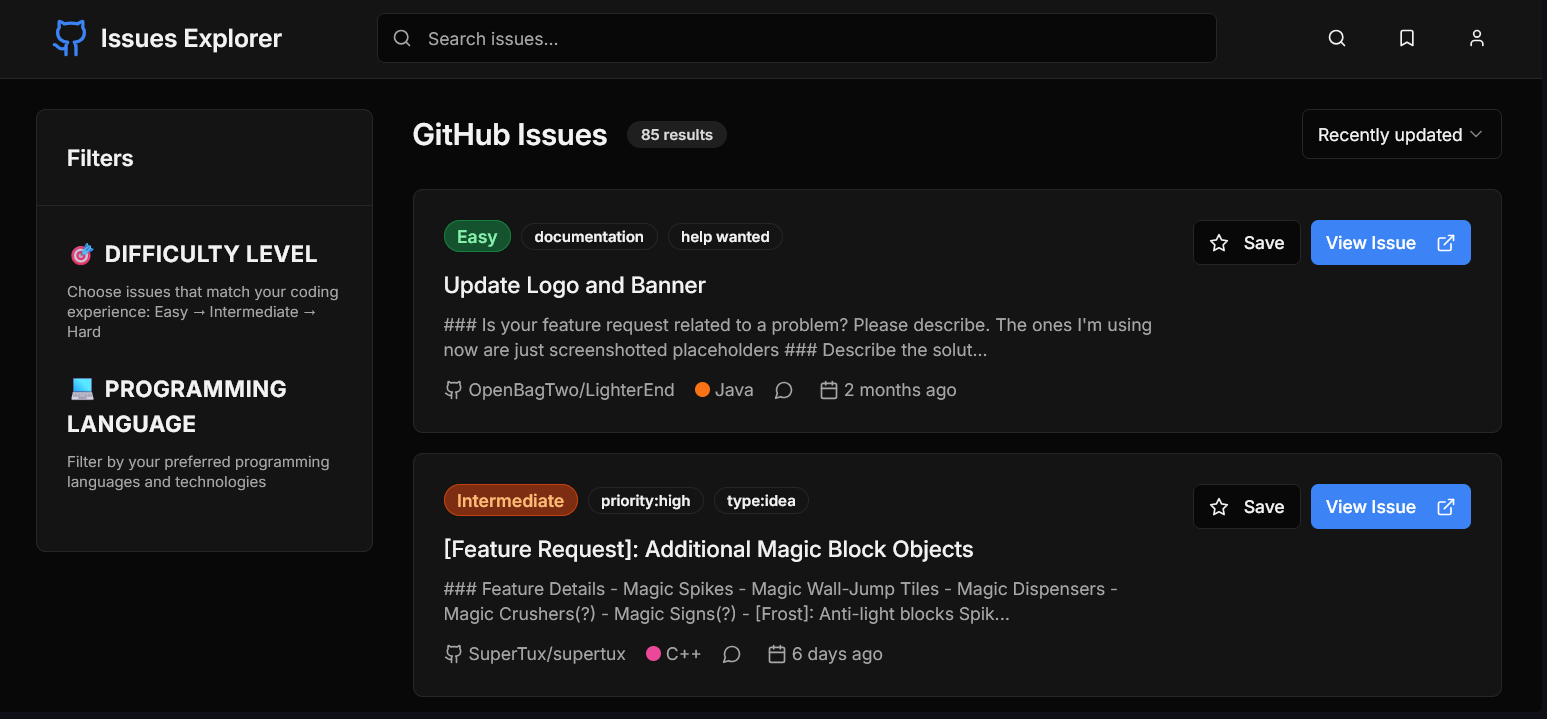 Issues Explorer
Search issues...
Filters
🎯 DIFFICULTY LEVEL
Choose issues that match your coding
experience: Easy → Intermediate →
Hard
💻 PROGRAMMING
LANGUAGE
Filter by your preferred programming
languages and technologies
GitHub Issues
85 results
Recently updated
Easy
documentation
help wanted
Save
View Issue
Update Logo and Banner
### Is your feature request related to a problem? Please describe. The ones I'm using
now are just screenshotted placeholders ### Describe the solut...
OpenBagTwo/LighterEnd
Java
2 months ago
Intermediate
priority:high
type:idea
Save
View Issue
[Feature Request]: Additional Magic Block Objects
### Feature Details - Magic Spikes - Magic Wall-Jump Tiles - Magic Dispensers -
Magic Crushers(?) - Magic Signs(?) - [Frost]: Anti-light blocks Spik...
SuperTux/supertux
C++
6 days ago